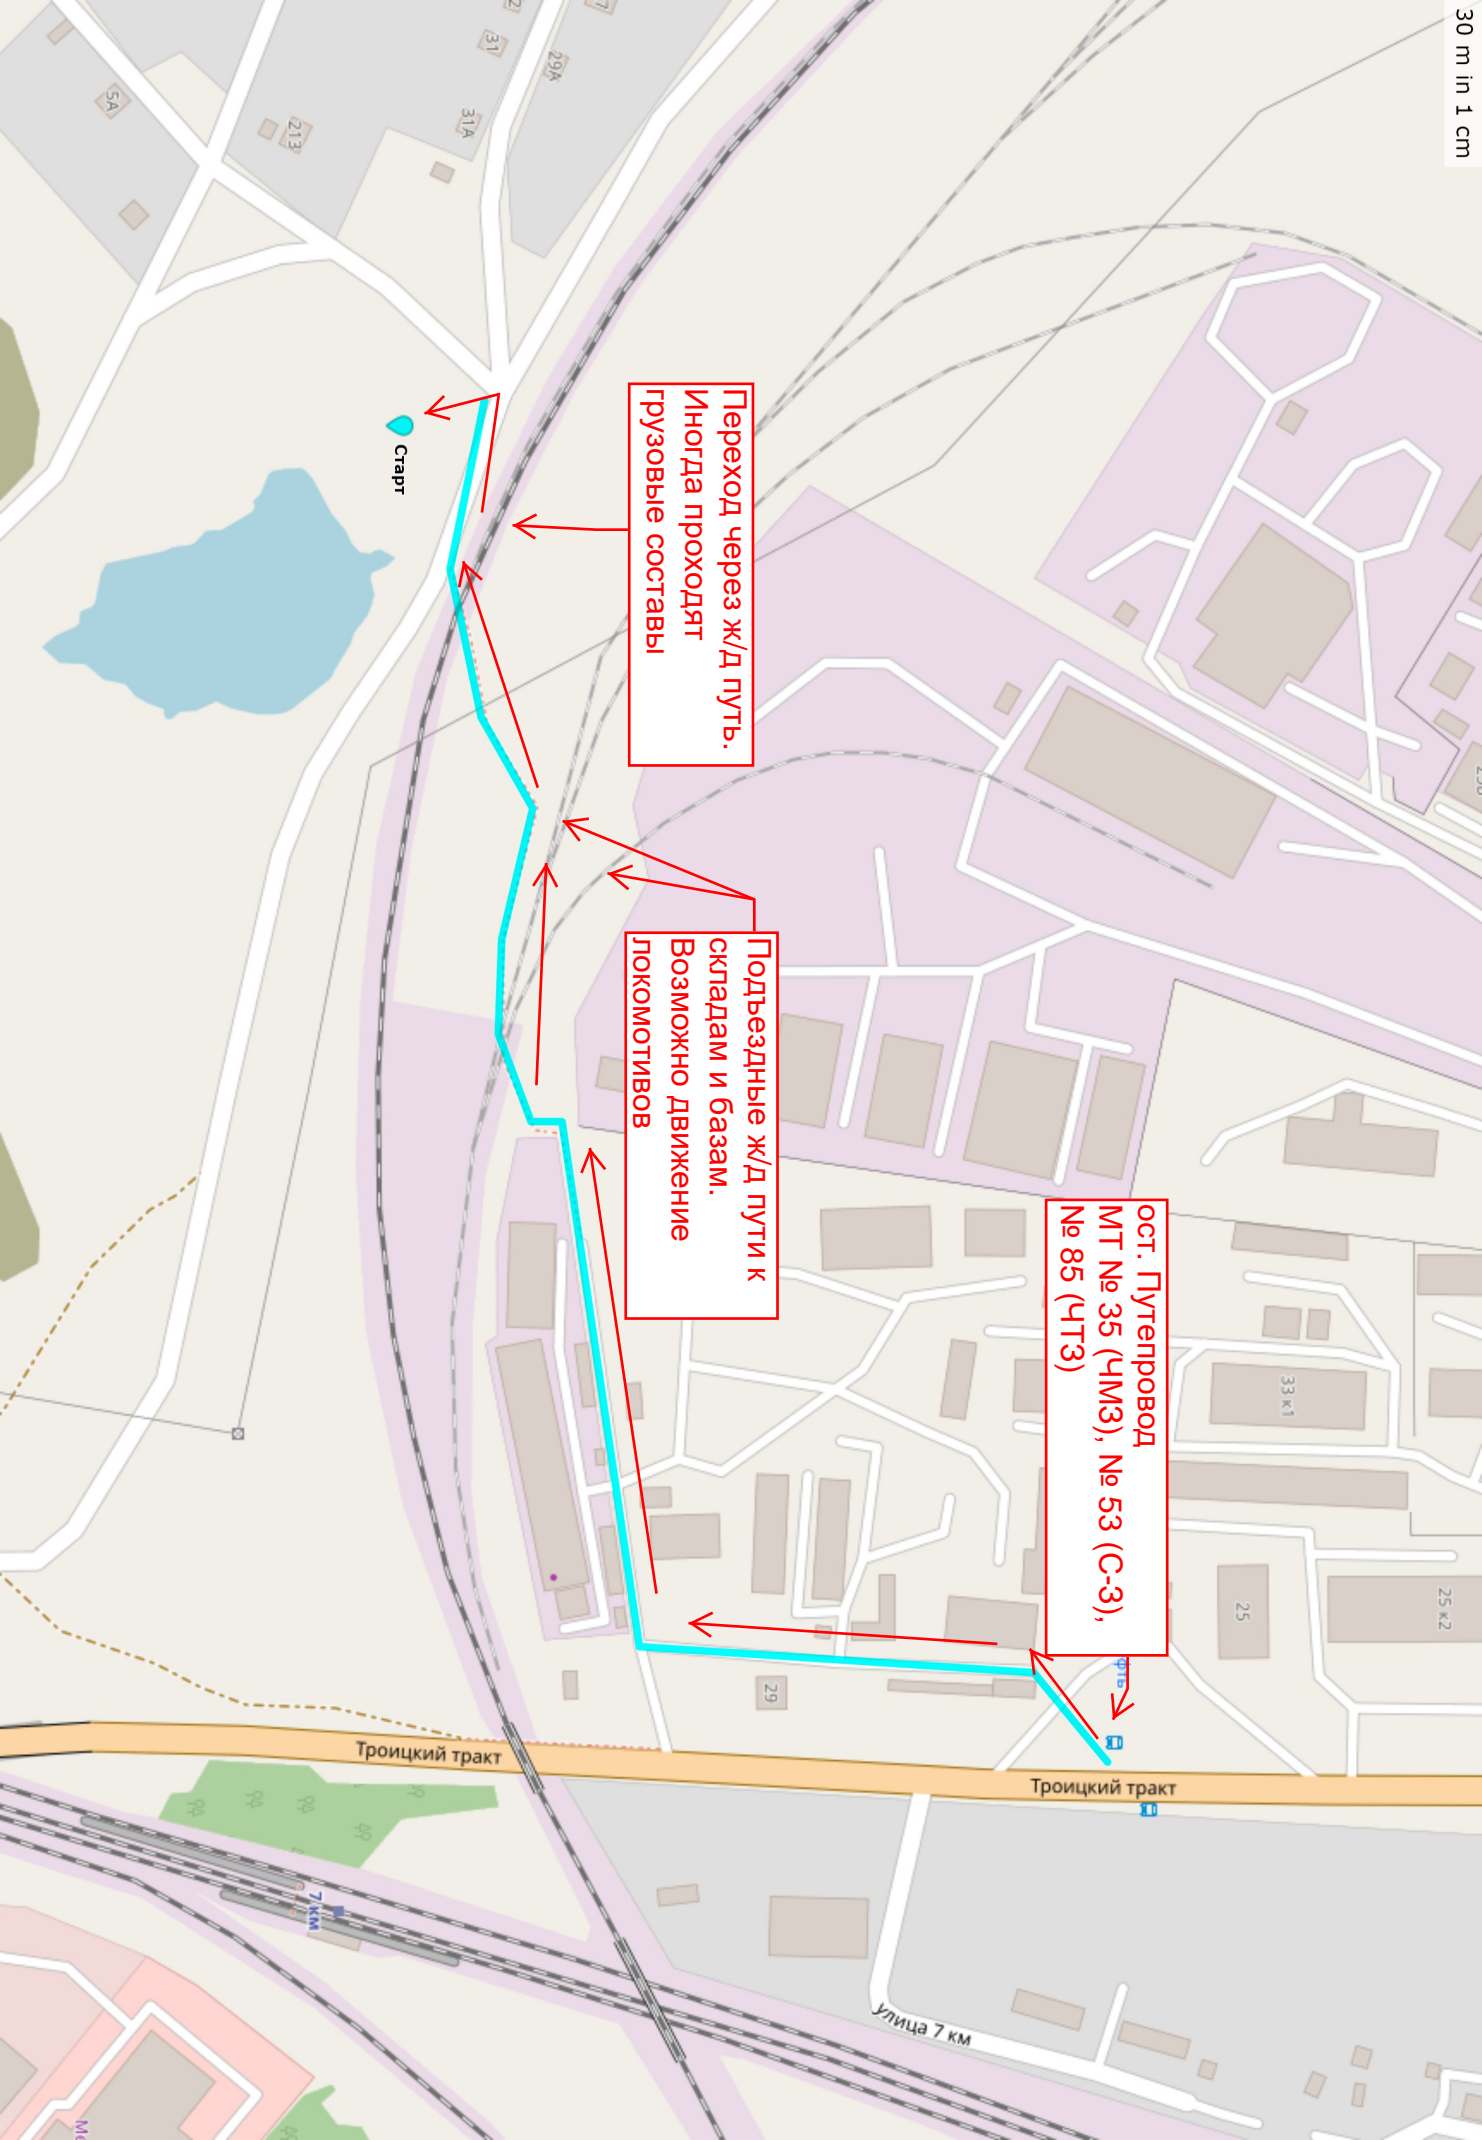 30 m in 1 cm
31
29А
31А
5А
213
Переход через ж/д путь.
Иногда проходят
грузовые составы
Старт
Подъездные ж/д пути к
складам и базам.
Возможно движение
локомотивов
ост. Путепровод
МТ № 35 (ЧМЗ), № 53 (С-3),
№ 85 (ЧТЗ)
33 к1
25
25 к2
29
Троицкий тракт
Троицкий тракт
7 км
улица 7 км